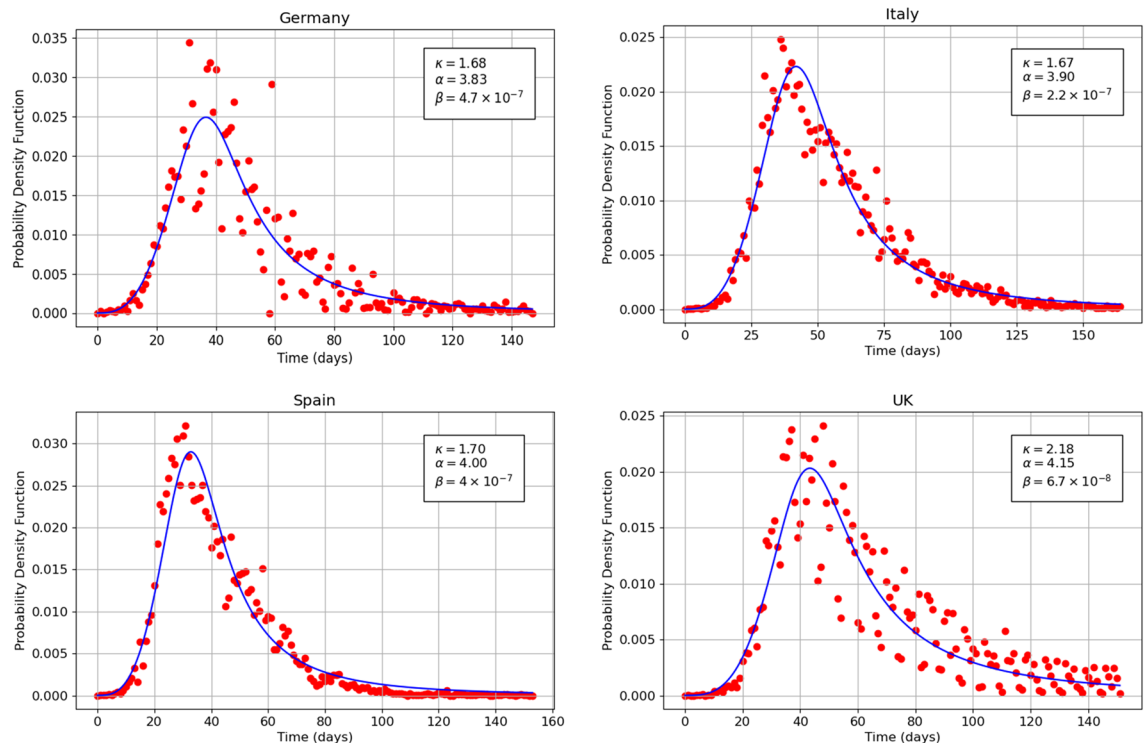 Germany
Probability Density Function
0.035
0.030
0.025
0.020
0.015
0.010
0.005
0.000
κ = 1.68
α = 3.83
β = 4.7 × 10⁻⁷
0 20 40 60 80 100 120 140
Time (days)
Italy
Probability Density Function
0.025
0.020
0.015
0.010
0.005
0.000
κ = 1.67
α = 3.90
β = 2.2 × 10⁻⁷
0 25 50 75 100 125 150
Time (days)
Spain
Probability Density Function
0.030
0.025
0.020
0.015
0.010
0.005
0.000
κ = 1.70
α = 4.00
β = 4 × 10⁻⁷
0 20 40 60 80 100 120 140 160
Time (days)
UK
Probability Density Function
0.025
0.020
0.015
0.010
0.005
0.000
κ = 2.18
α = 4.15
β = 6.7 × 10⁻⁸
0 20 40 60 80 100 120 140
Time (days)